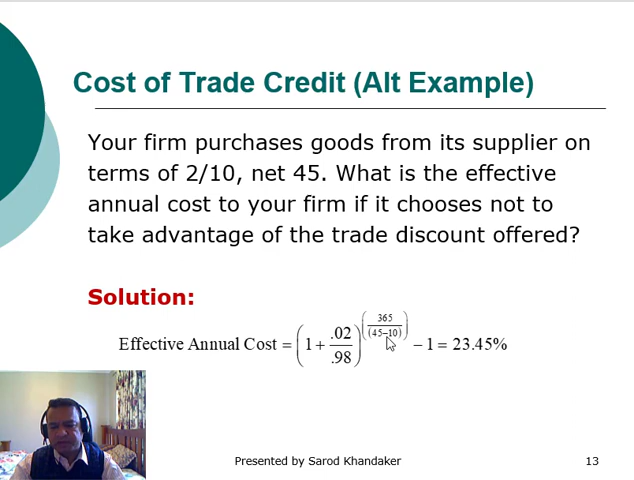 Cost of Trade Credit (Alt Example)
Your firm purchases goods from its supplier on
terms of 2/10, net 45. What is the effective
annual cost to your firm if it chooses not to
take advantage of the trade discount offered?
Solution:
Effective Annual Cost = (1 + .02/.98)^(365/(45–10)) − 1 = 23.45%
Presented by Sarod Khandaker
13